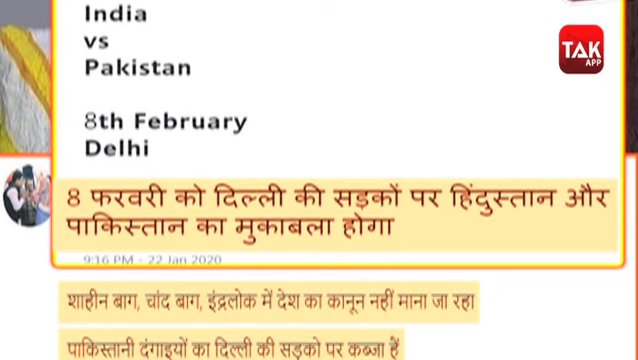 India
vs
Pakistan
8th February
Delhi
TAK
APP
8 फरवरी को दिल्ली की सड़कों पर हिंदुस्तान और
पाकिस्तान का मुकाबला होगा
9:16 PM - 22 Jan 2020
शाहीन बाग, चांद बाग, इंद्रलोक में देश का कानून नहीं माना जा रहा
पाकिस्तानी दंगाइयों का दिल्ली की सड़को पर कब्जा हैं